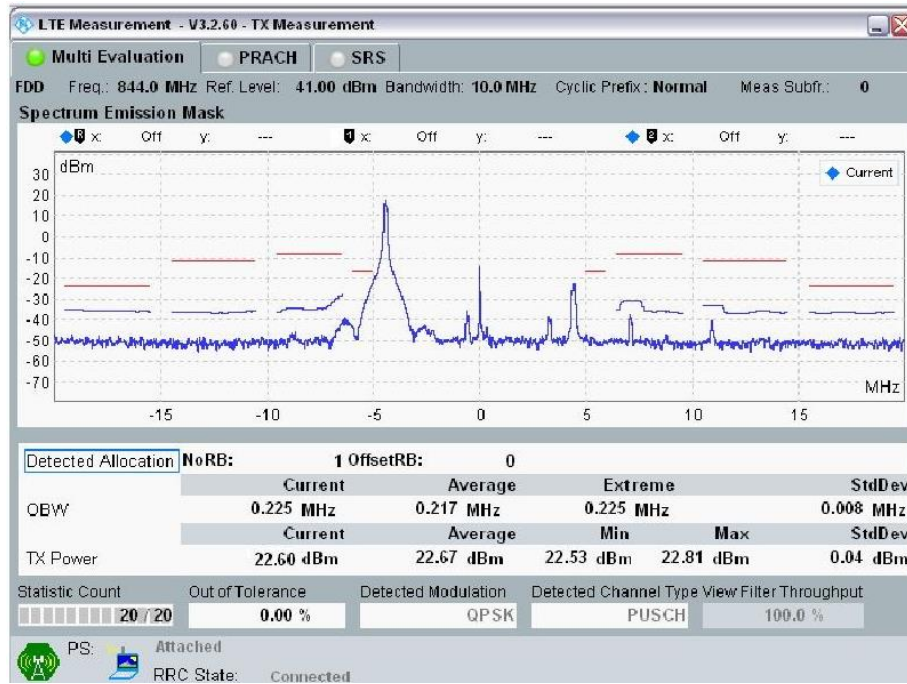 LTE Measurement - V3.2.60 - TX Measurement
Multi Evaluation PRACH SRS
FDD Freq.: 844.0 MHz Ref. Level: 41.00 dBm Bandwidth: 10.0 MHz Cyclic Prefix: Normal Meas Subfr.: 0
Spectrum Emission Mask
R x: Off y: --- 1 x: Off y: --- 2 x: Off y: ---
dBm
Current
30
20
10
0
-10
-20
-30
-40
-50
-60
-70
MHz
-15 -10 -5 0 5 10 15
Detected Allocation NoRB: 1 OffsetRB: 0
Current Average Extreme StdDev
OBW 0.225 MHz 0.217 MHz 0.225 MHz 0.008 MHz
Current Average Min Max StdDev
TX Power 22.60 dBm 22.67 dBm 22.53 dBm 22.81 dBm 0.04 dBm
Statistic Count Out of Tolerance Detected Modulation Detected Channel Type View Filter Throughput
20 / 20 0.00 % QPSK PUSCH 100.0 %
PS: Attached
RRC State: Connected